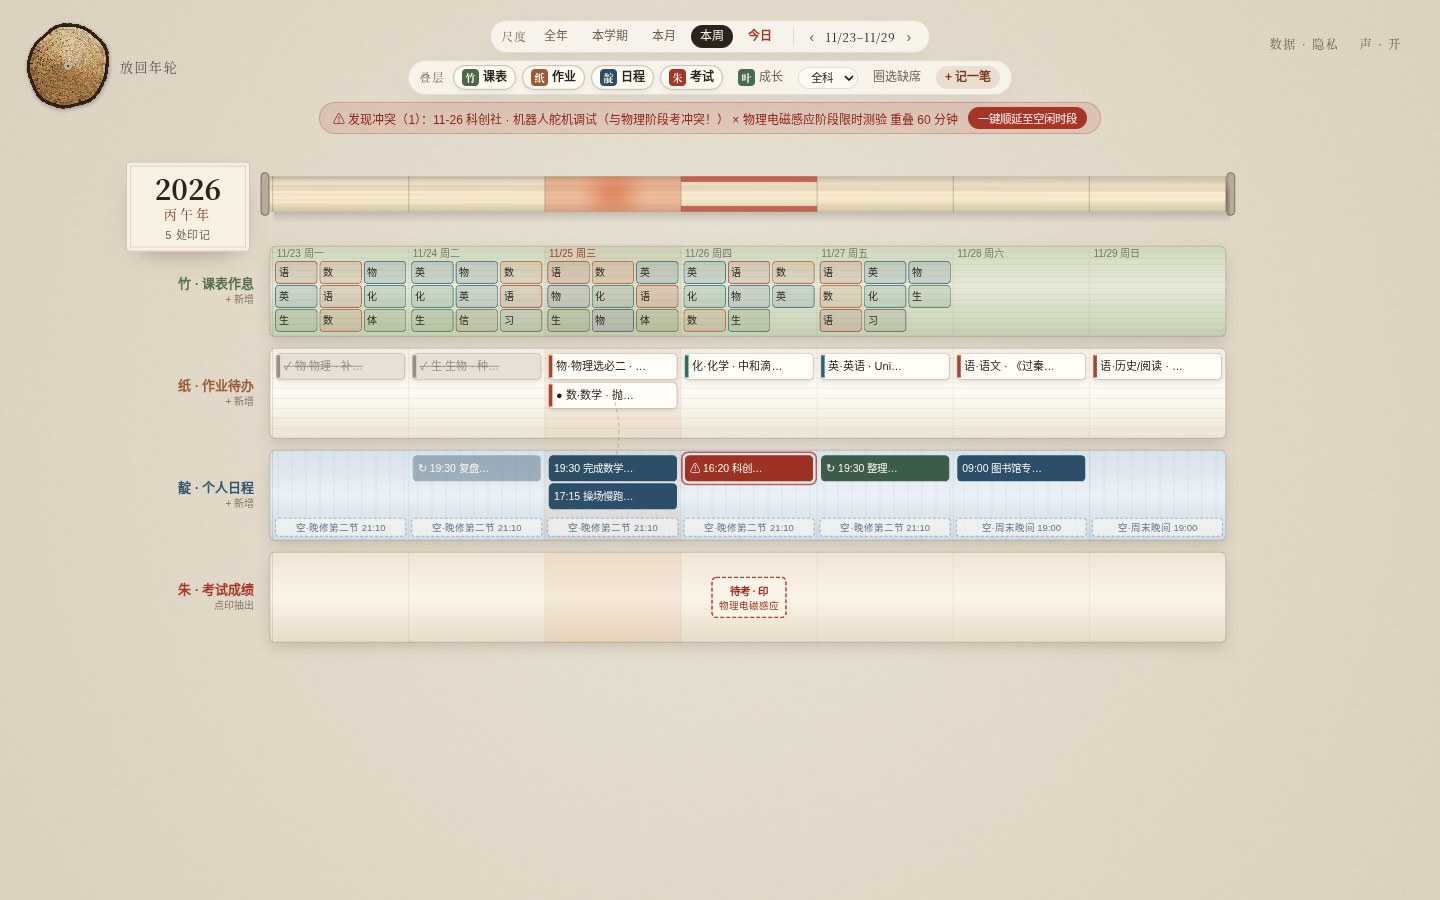 放回年轮
尺度 全年 本学期 本月 本周 今日 ‹ 11/23–11/29 ›
数据 · 隐私 声 · 开
叠层 竹 课表 纸 作业 靛 日程 朱 考试 叶 成长 全科 圈选缺席 + 记一笔
⚠ 发现冲突（1）：11-26 科创社 · 机器人舵机调试（与物理阶段考冲突！） × 物理电磁感应阶段限时测验 重叠 60 分钟 一键顺延至空闲时段
2026
丙午年
5 处印记
竹 · 课表作息
+ 新增
11/23 周一 11/24 周二 11/25 周三 11/26 周四 11/27 周五 11/28 周六 11/29 周日
语 数 物 英 物 数 语 数 英 英 语 数 语 英 物
英 语 化 化 英 语 物 化 语 化 物 英 数 化 生
生 数 体 生 信 习 生 物 体 数 生 语 习
纸 · 作业待办
+ 新增
✓ 物·物理 · 补… ✓ 生·生物 · 种… 物·物理选必二 · … 化·化学 · 中和滴… 英·英语 · Uni… 语·语文 · 《过秦… 语·历史/阅读 · …
● 数·数学 · 抛…
靛 · 个人日程
+ 新增
↻ 19:30 复盘… 19:30 完成数学… ⚠ 16:20 科创… ↻ 19:30 整理… 09:00 图书馆专…
17:15 操场慢跑…
空·晚修第二节 21:10 空·晚修第二节 21:10 空·晚修第二节 21:10 空·晚修第二节 21:10 空·晚修第二节 21:10 空·周末晚间 19:00 空·周末晚间 19:00
朱 · 考试成绩
点印抽出
待考 · 印
物理电磁感应